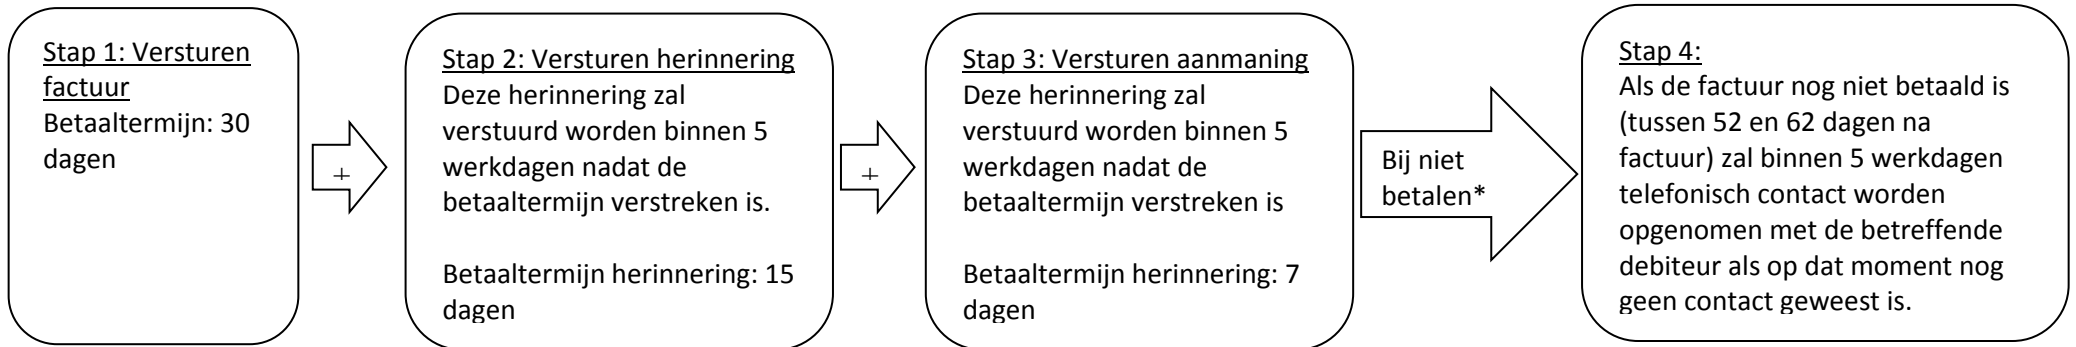 Stap 1: Versturen
factuur
Betaaltermijn: 30
dagen
+
Stap 2: Versturen herinnering
Deze herinnering zal
verstuurd worden binnen 5
werkdagen nadat de
betaaltermijn verstreken is.
Betaaltermijn herinnering: 15
dagen
+
Stap 3: Versturen aanmaning
Deze herinnering zal
verstuurd worden binnen 5
werkdagen nadat de
betaaltermijn verstreken is
Betaaltermijn herinnering: 7
dagen
Bij niet
betalen*
Stap 4:
Als de factuur nog niet betaald is
(tussen 52 en 62 dagen na
factuur) zal binnen 5 werkdagen
telefonisch contact worden
opgenomen met de betreffende
debiteur als op dat moment nog
geen contact geweest is.